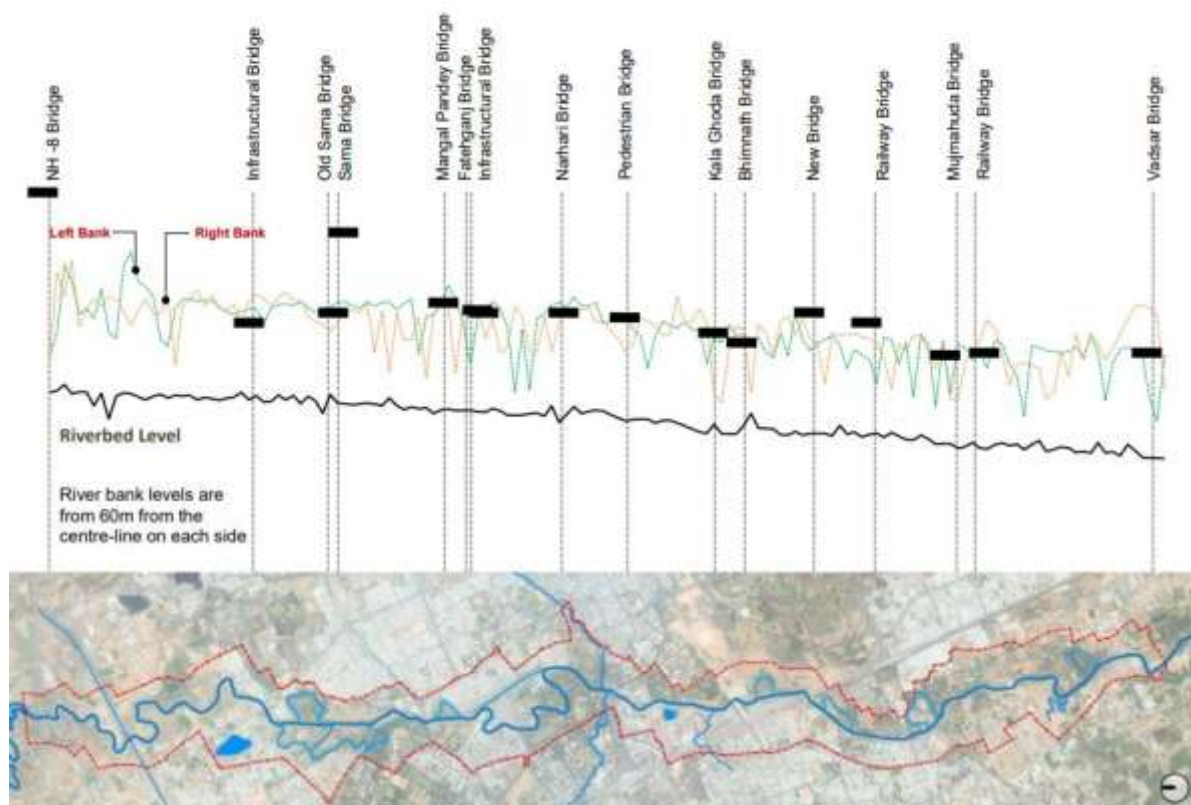 NH -8 Bridge
Infrastructural Bridge
Old Sama Bridge
Sama Bridge
Mangal Pandey Bridge
Fatehganj Bridge
Infrastructural Bridge
Narhari Bridge
Pedestrian Bridge
Kala Ghoda Bridge
Bhimnath Bridge
New Bridge
Railway Bridge
Mujmahuda Bridge
Railway Bridge
Vadsar Bridge
Left Bank
Right Bank
Riverbed Level
River bank levels are
from 60m from the
centre-line on each side